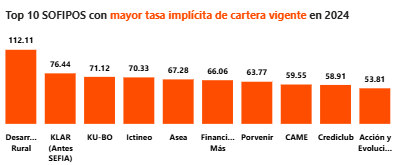 Top 10 SOFIPOS con mayor tasa implícita de cartera vigente en 2024
112.11
76.44
71.12
70.33
67.28
66.06
63.77
59.55
58.91
53.81
Desarr...
Rural
KLAR
(Antes
SEFIA)
KU-BO
Ictineo
Asea
Financi...
Más
Porvenir
CAME
Crediclub
Acción y
Evoluci...